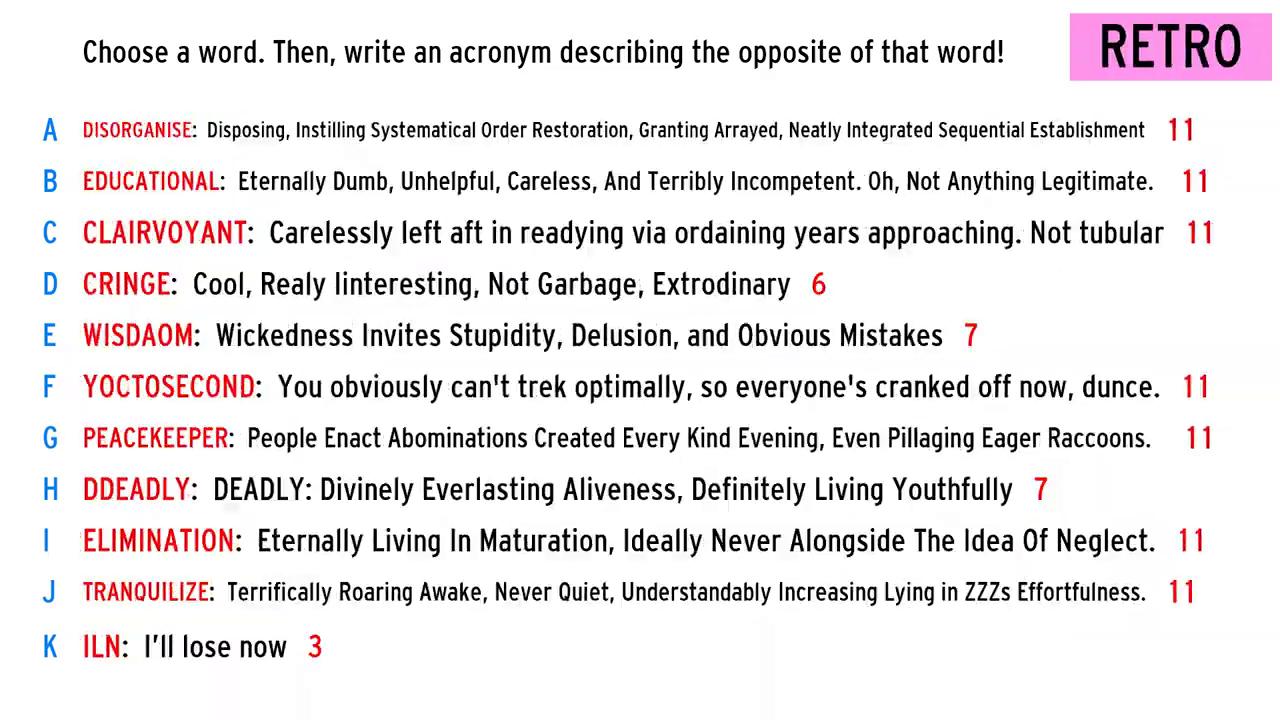 Choose a word. Then, write an acronym describing the opposite of that word!
RETRO
A DISORGANISE: Disposing, Instilling Systematical Order Restoration, Granting Arrayed, Neatly Integrated Sequential Establishment 11
B EDUCATIONAL: Eternally Dumb, Unhelpful, Careless, And Terribly Incompetent. Oh, Not Anything Legitimate. 11
C CLAIRVOYANT: Carelessly left aft in readying via ordaining years approaching. Not tubular 11
D CRINGE: Cool, Realy Iinteresting, Not Garbage, Extrodinary 6
E WISDAOM: Wickedness Invites Stupidity, Delusion, and Obvious Mistakes 7
F YOCTOSECOND: You obviously can't trek optimally, so everyone's cranked off now, dunce. 11
G PEACEKEEPER: People Enact Abominations Created Every Kind Evening, Even Pillaging Eager Raccoons. 11
H DDEADLY: DEADLY: Divinely Everlasting Aliveness, Definitely Living Youthfully 7
I ELIMINATION: Eternally Living In Maturation, Ideally Never Alongside The Idea Of Neglect. 11
J TRANQUILIZE: Terrifically Roaring Awake, Never Quiet, Understandably Increasing Lying in ZZZs Effortfulness. 11
K ILN: I'll lose now 3